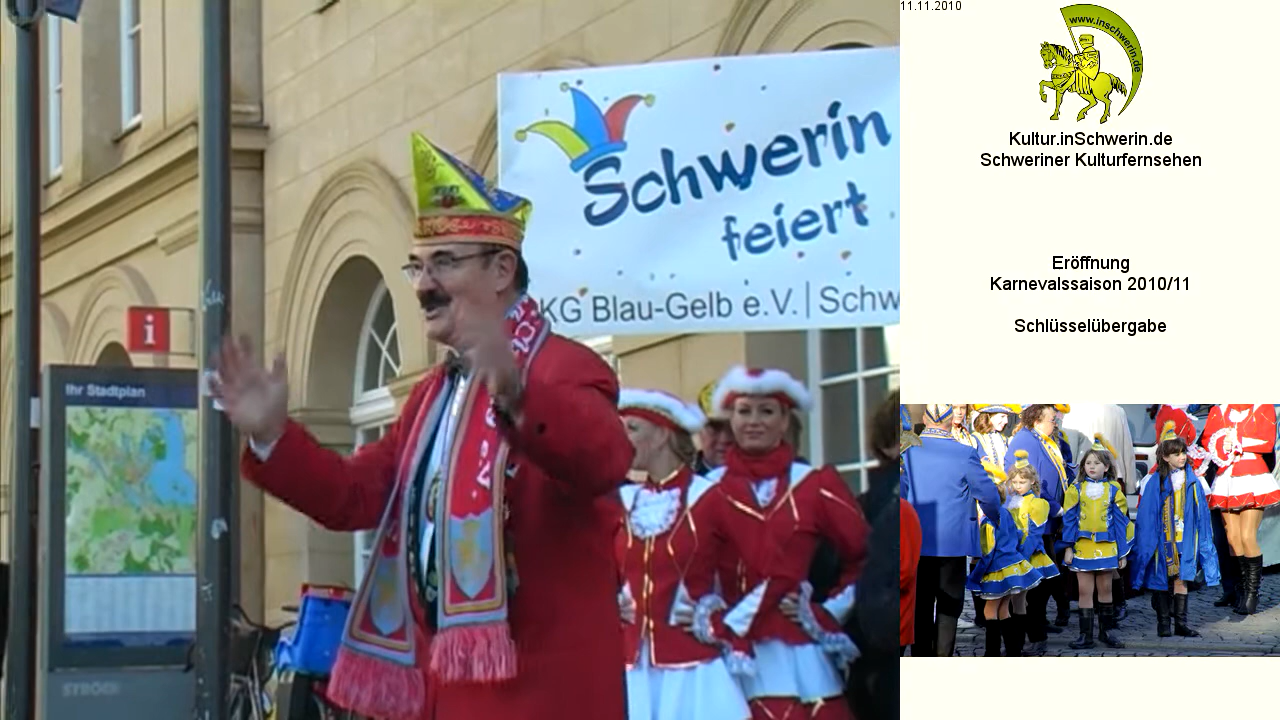 11.11.2010
www.inschwerin.de
Kultur.inSchwerin.de
Schweriner Kulturfernsehen
Eröffnung
Karnevalssaison 2010/11
Schlüsselübergabe
Schwerin
feiert
KG Blau-Gelb e.V. | Schw
i
Ihr Stadtplan
STRÖER